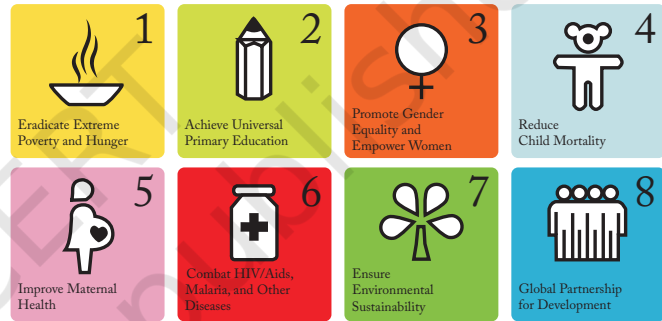 1
Eradicate Extreme
Poverty and Hunger
2
Achieve Universal
Primary Education
3
Promote Gender
Equality and
Empower Women
4
Reduce
Child Mortality
5
Improve Maternal
Health
6
Combat HIV/Aids,
Malaria, and Other
Diseases
7
Ensure
Environmental
Sustainability
8
Global Partnership
for Development